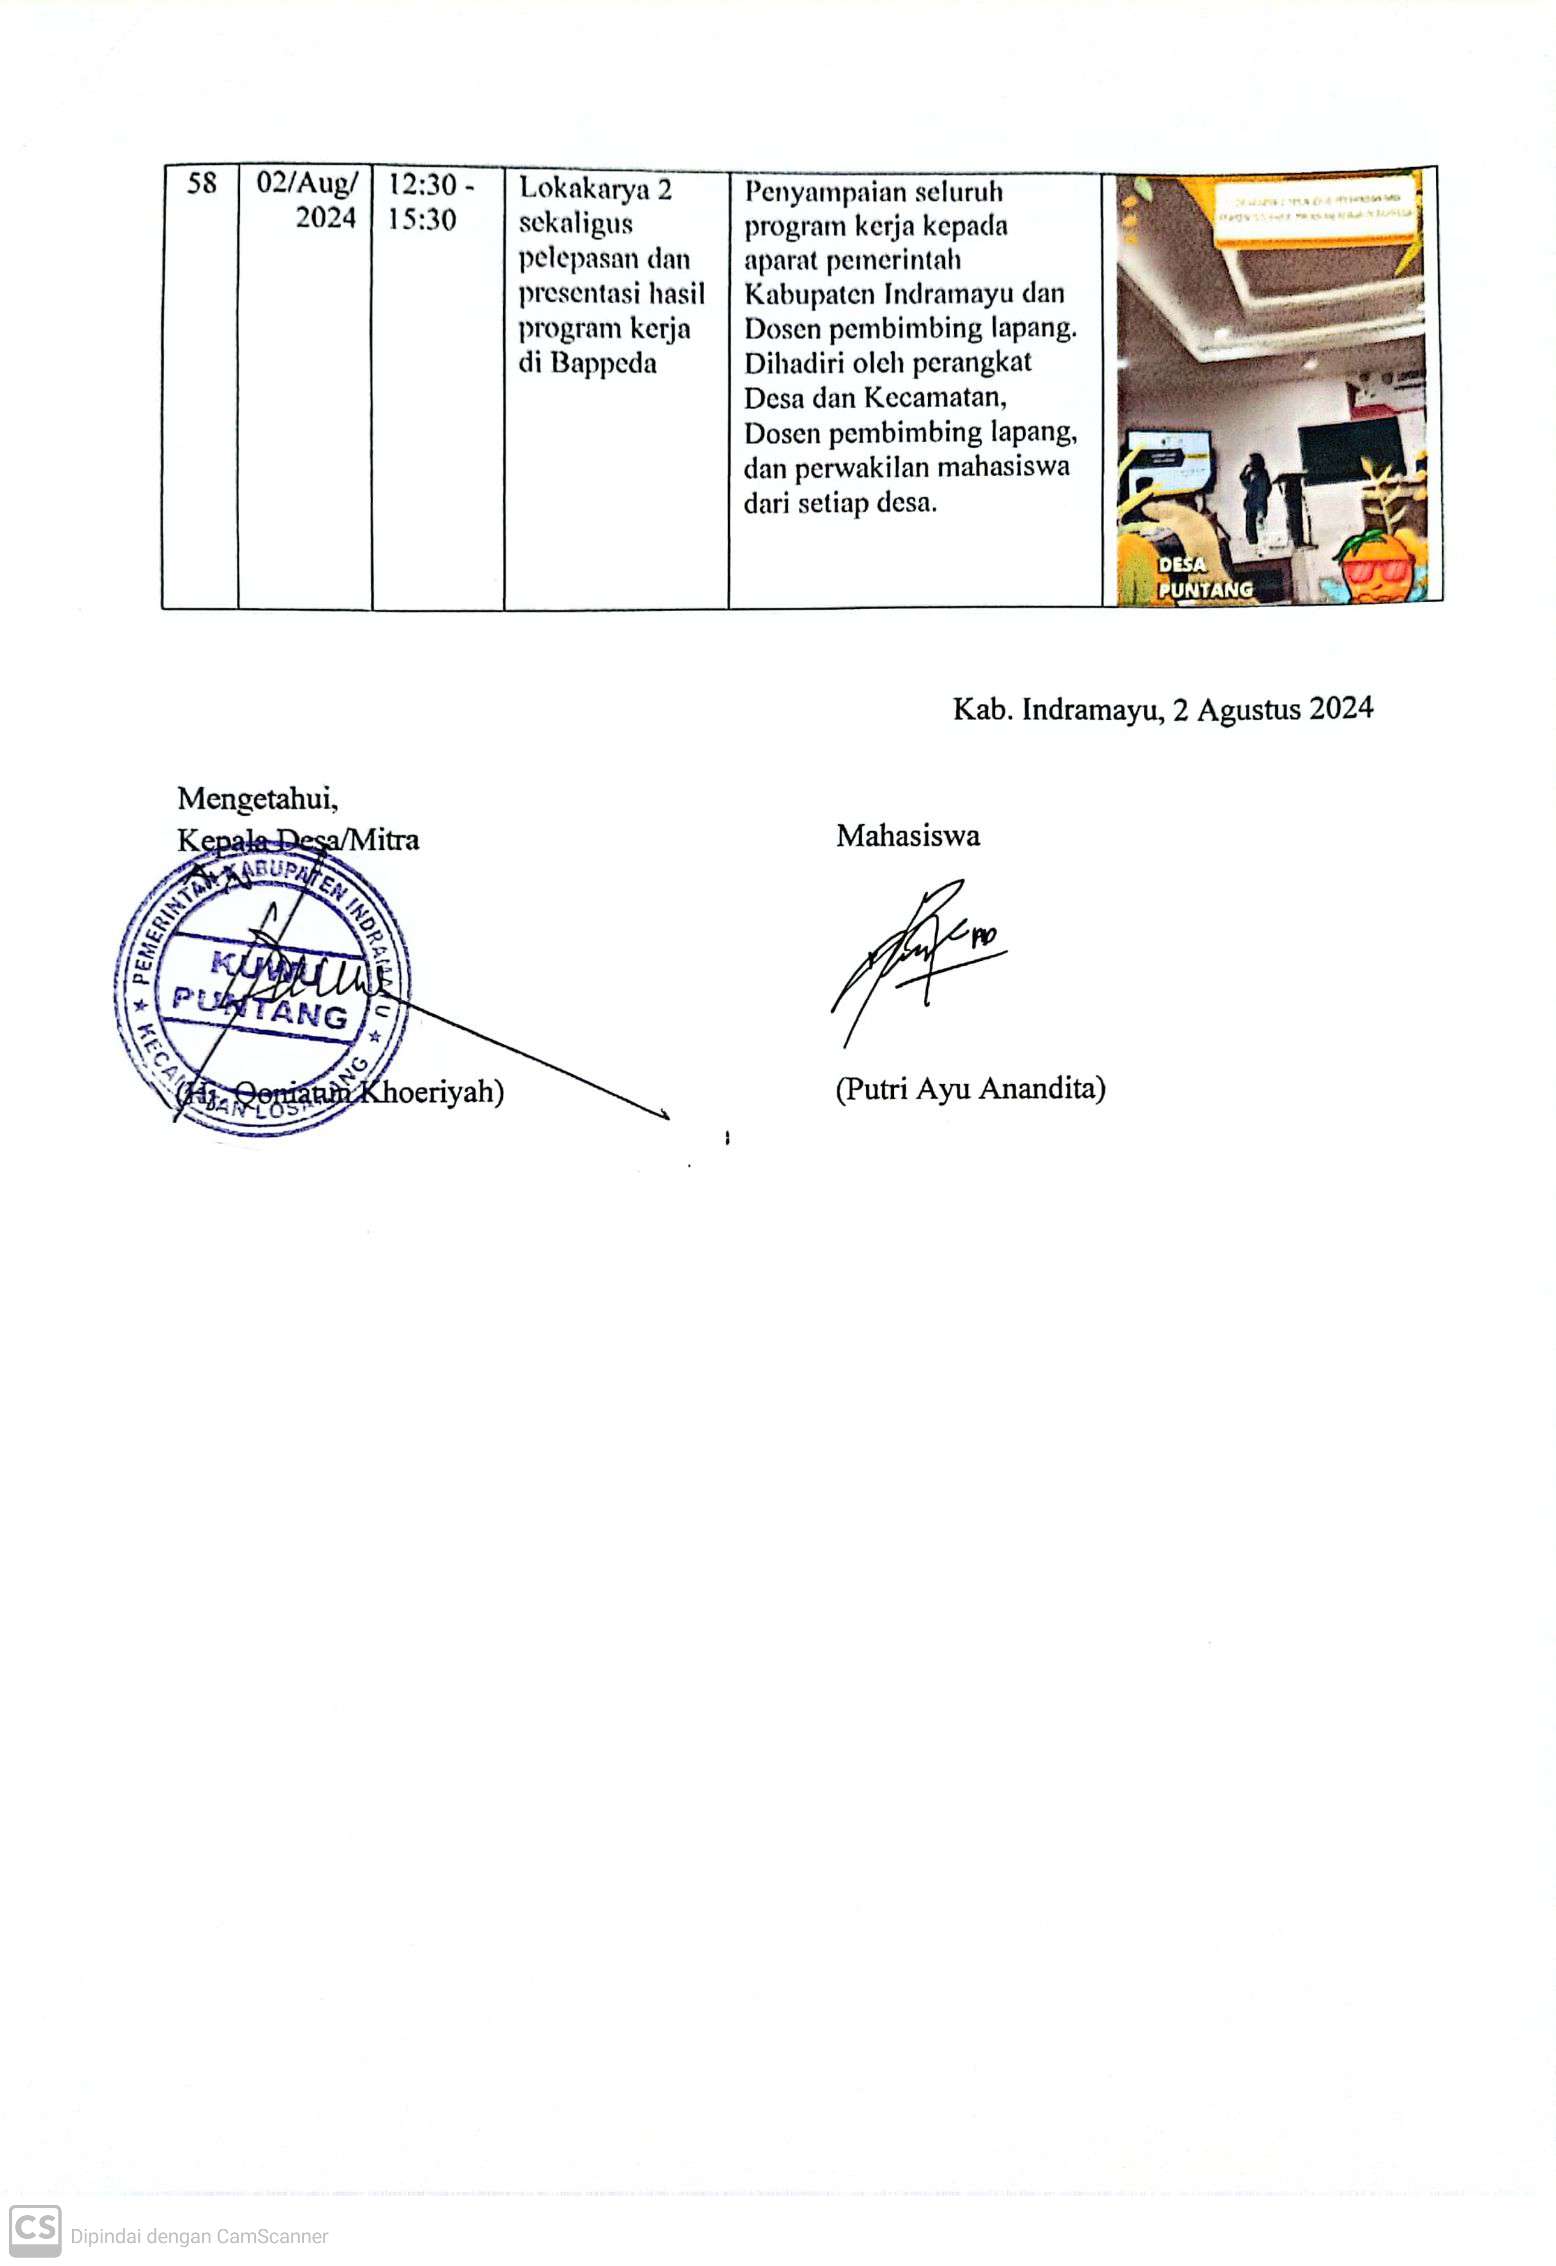 58
02/Aug/
2024
12:30 -
15:30
Lokakarya 2
sekaligus
pelepasan dan
presentasi hasil
program kerja
di Bappeda
Penyampaian seluruh
program kerja kepada
aparat pemerintah
Kabupaten Indramayu dan
Dosen pembimbing lapang.
Dihadiri oleh perangkat
Desa dan Kecamatan,
Dosen pembimbing lapang,
dan perwakilan mahasiswa
dari setiap desa.
DESA
PUNTANG
Kab. Indramayu, 2 Agustus 2024
Mengetahui,
Kepala Desa/Mitra
PEMERINTAH KABUPATEN INDRAMAYU
KUWU
PUNTANG
KECAMATAN LOSARANG
(Hj. Qoniatun Khoeriyah)
Mahasiswa
(Putri Ayu Anandita)
CS
Dipindai dengan CamScanner